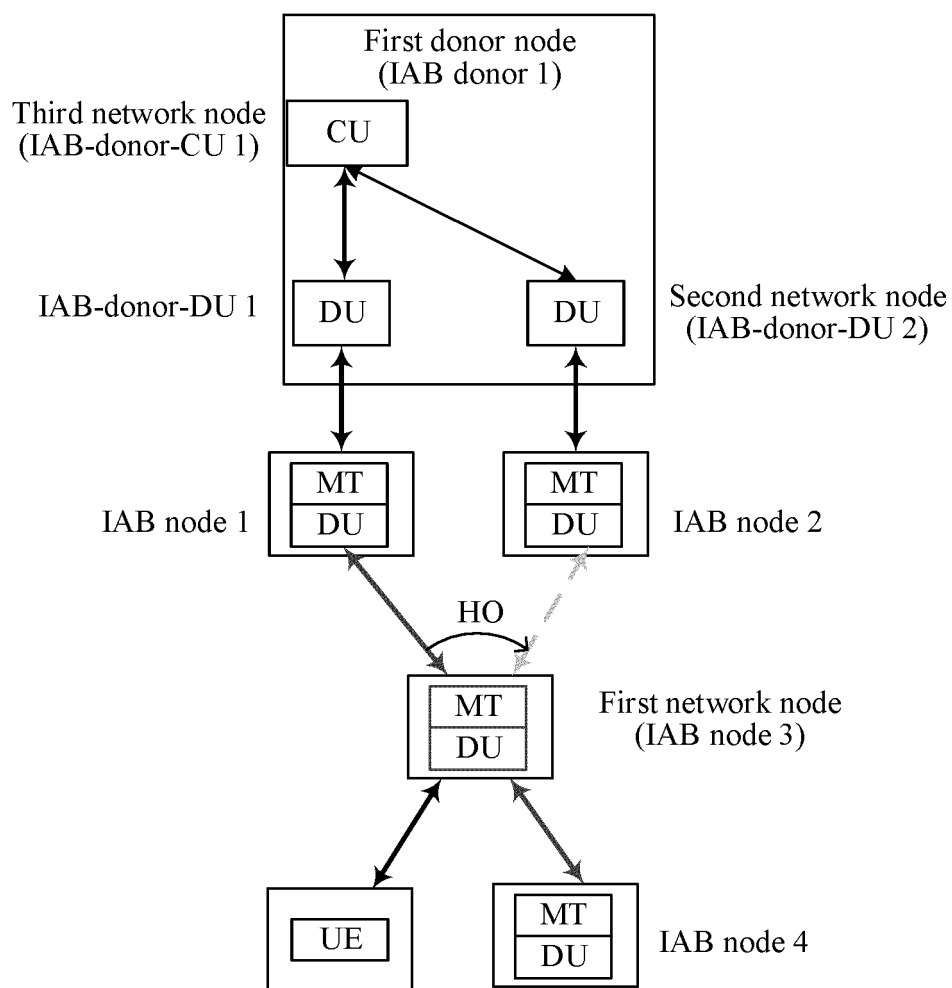 First donor node
(IAB donor 1)
Third network node
(IAB-donor-CU 1)
CU
IAB-donor-DU 1
DU
DU
Second network node
(IAB-donor-DU 2)
MT
DU
IAB node 1
MT
DU
IAB node 2
HO
MT
DU
First network node
(IAB node 3)
UE
MT
DU
IAB node 4